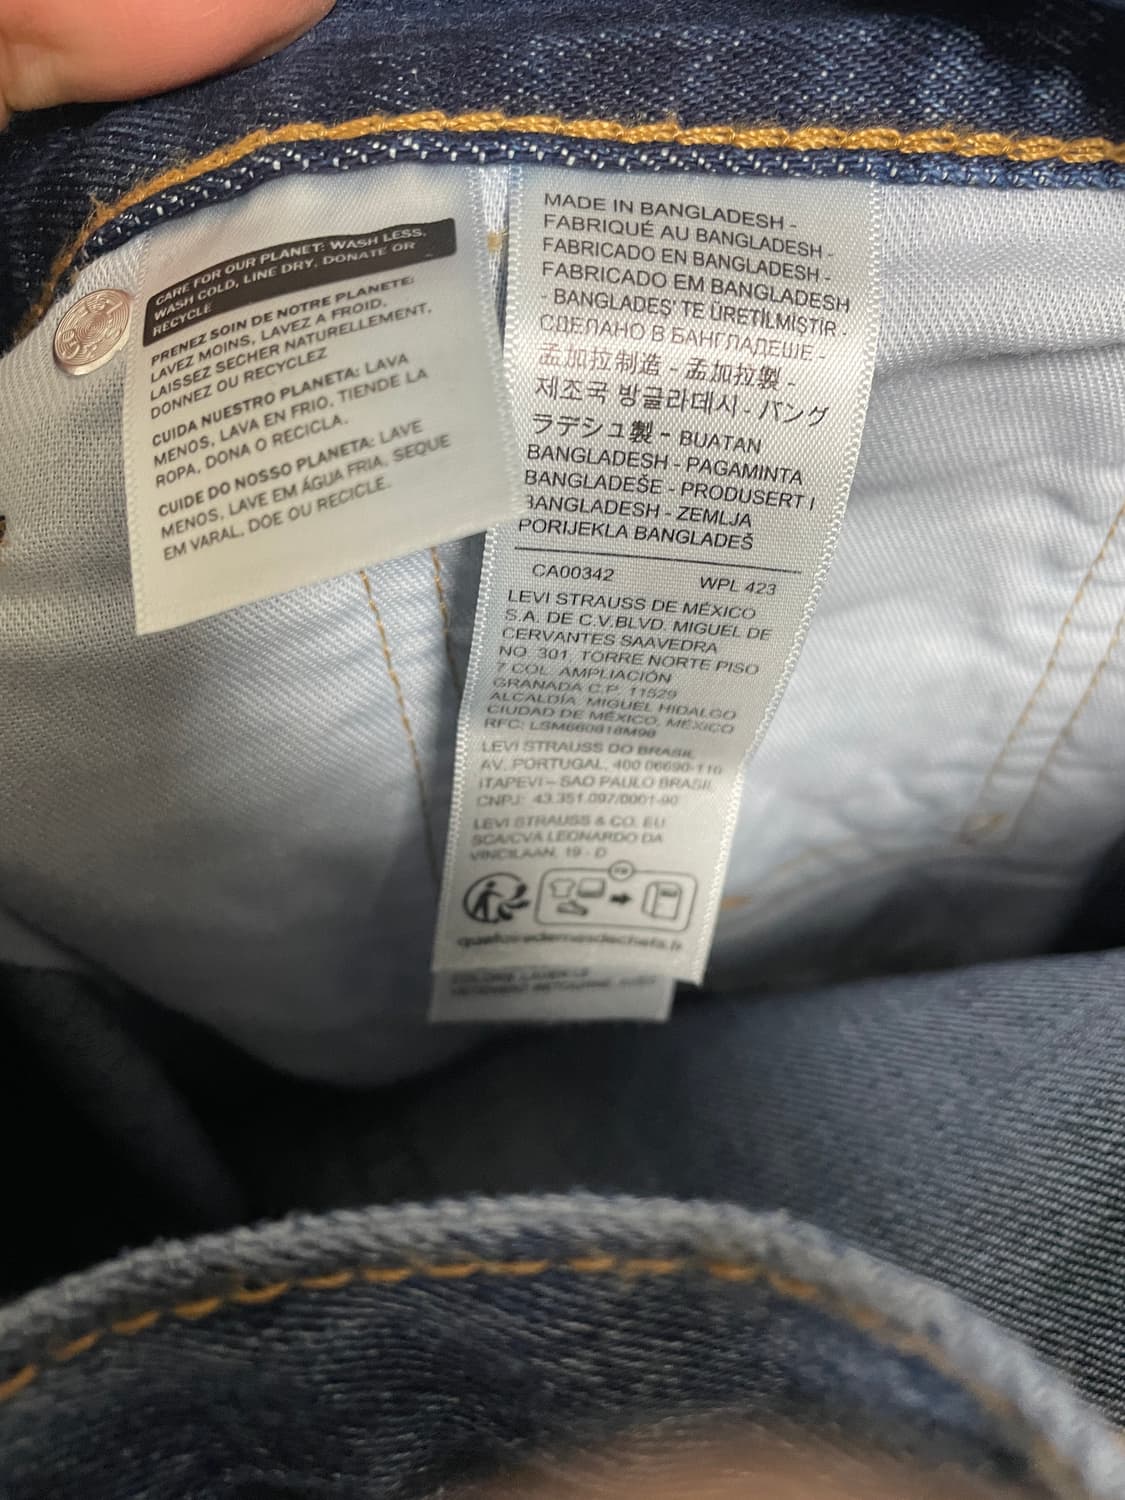 CARE FOR OUR PLANET: WASH LESS,
WASH COLD, LINE DRY, DONATE OR
RECYCLE
PRENEZ SOIN DE NOTRE PLANETE:
LAVEZ MOINS, LAVEZ A FROID,
LAISSEZ SECHER NATURELLEMENT,
DONNEZ OU RECYCLEZ
CUIDA NUESTRO PLANETA: LAVA
MENOS, LAVA EN FRIO, TIENDE LA
ROPA, DONA O RECICLA.
CUIDE DO NOSSO PLANETA: LAVE
MENOS, LAVE EM ÁGUA FRIA, SEQUE
EM VARAL, DOE OU RECICLE.
MADE IN BANGLADESH -
FABRIQUÉ AU BANGLADESH -
FABRICADO EN BANGLADESH -
FABRICADO EM BANGLADESH
- BANGLADEŞ' TE ÜRETİLMİŞTİR -
СДЕЛАНО В БАНГЛАДЕШЕ -
孟加拉制造 - 孟加拉製 -
제조국 방글라데시 - バング
ラデシュ製 - BUATAN
BANGLADESH - PAGAMINTA
BANGLADEŠE - PRODUSERT I
BANGLADESH - ZEMLJA
PORIJEKLA BANGLADEŠ
CA00342 WPL 423
LEVI STRAUSS DE MÉXICO
S.A. DE C.V.BLVD. MIGUEL DE
CERVANTES SAAVEDRA
NO. 301 TORRE NORTE PISO
7 COL. AMPLIACIÓN
GRANADA C.P. 11529
ALCALDÍA. MIGUEL HIDALGO
CIUDAD DE MÉXICO, MÉXICO
RFC: LSM660818M90
LEVI STRAUSS DO BRASIL
AV. PORTUGAL, 400 06690-110
ITAPEVI – SAO PAULO BRASIL
CNPJ: 43.351.097/0001-90
LEVI STRAUSS & CO. EU
SCA/CVA LEONARDO DA
VINCILAAN, 19 - D
FR
quefairedemesdechets.fr